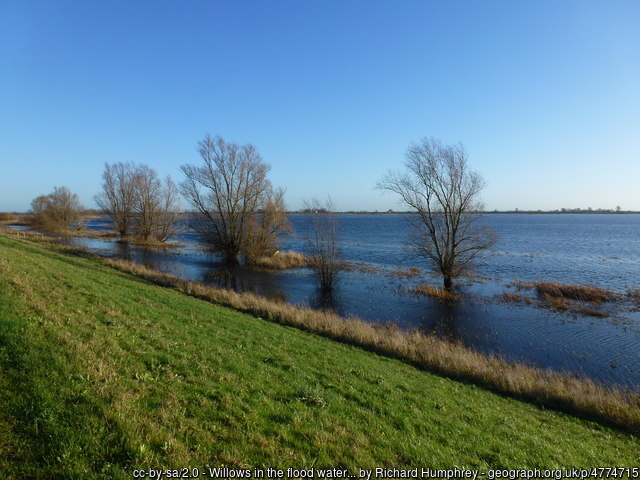 cc-by-sa/2.0 - Willows in the flood water... by Richard Humphrey - geograph.org.uk/p/4774715